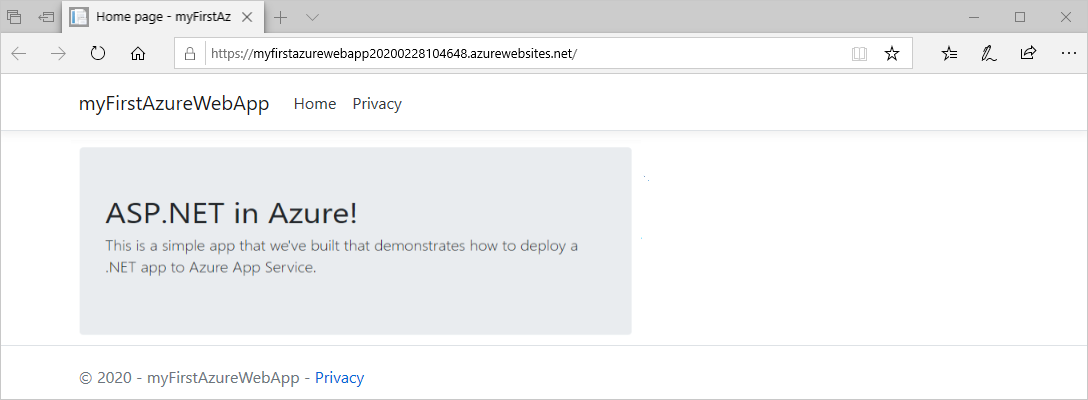 Home page - myFirstAz
https://myfirstazurewebapp20200228104648.azurewebsites.net/
myFirstAzureWebApp Home Privacy
ASP.NET in Azure!
This is a simple app that we've built that demonstrates how to deploy a
.NET app to Azure App Service.
© 2020 - myFirstAzureWebApp - Privacy